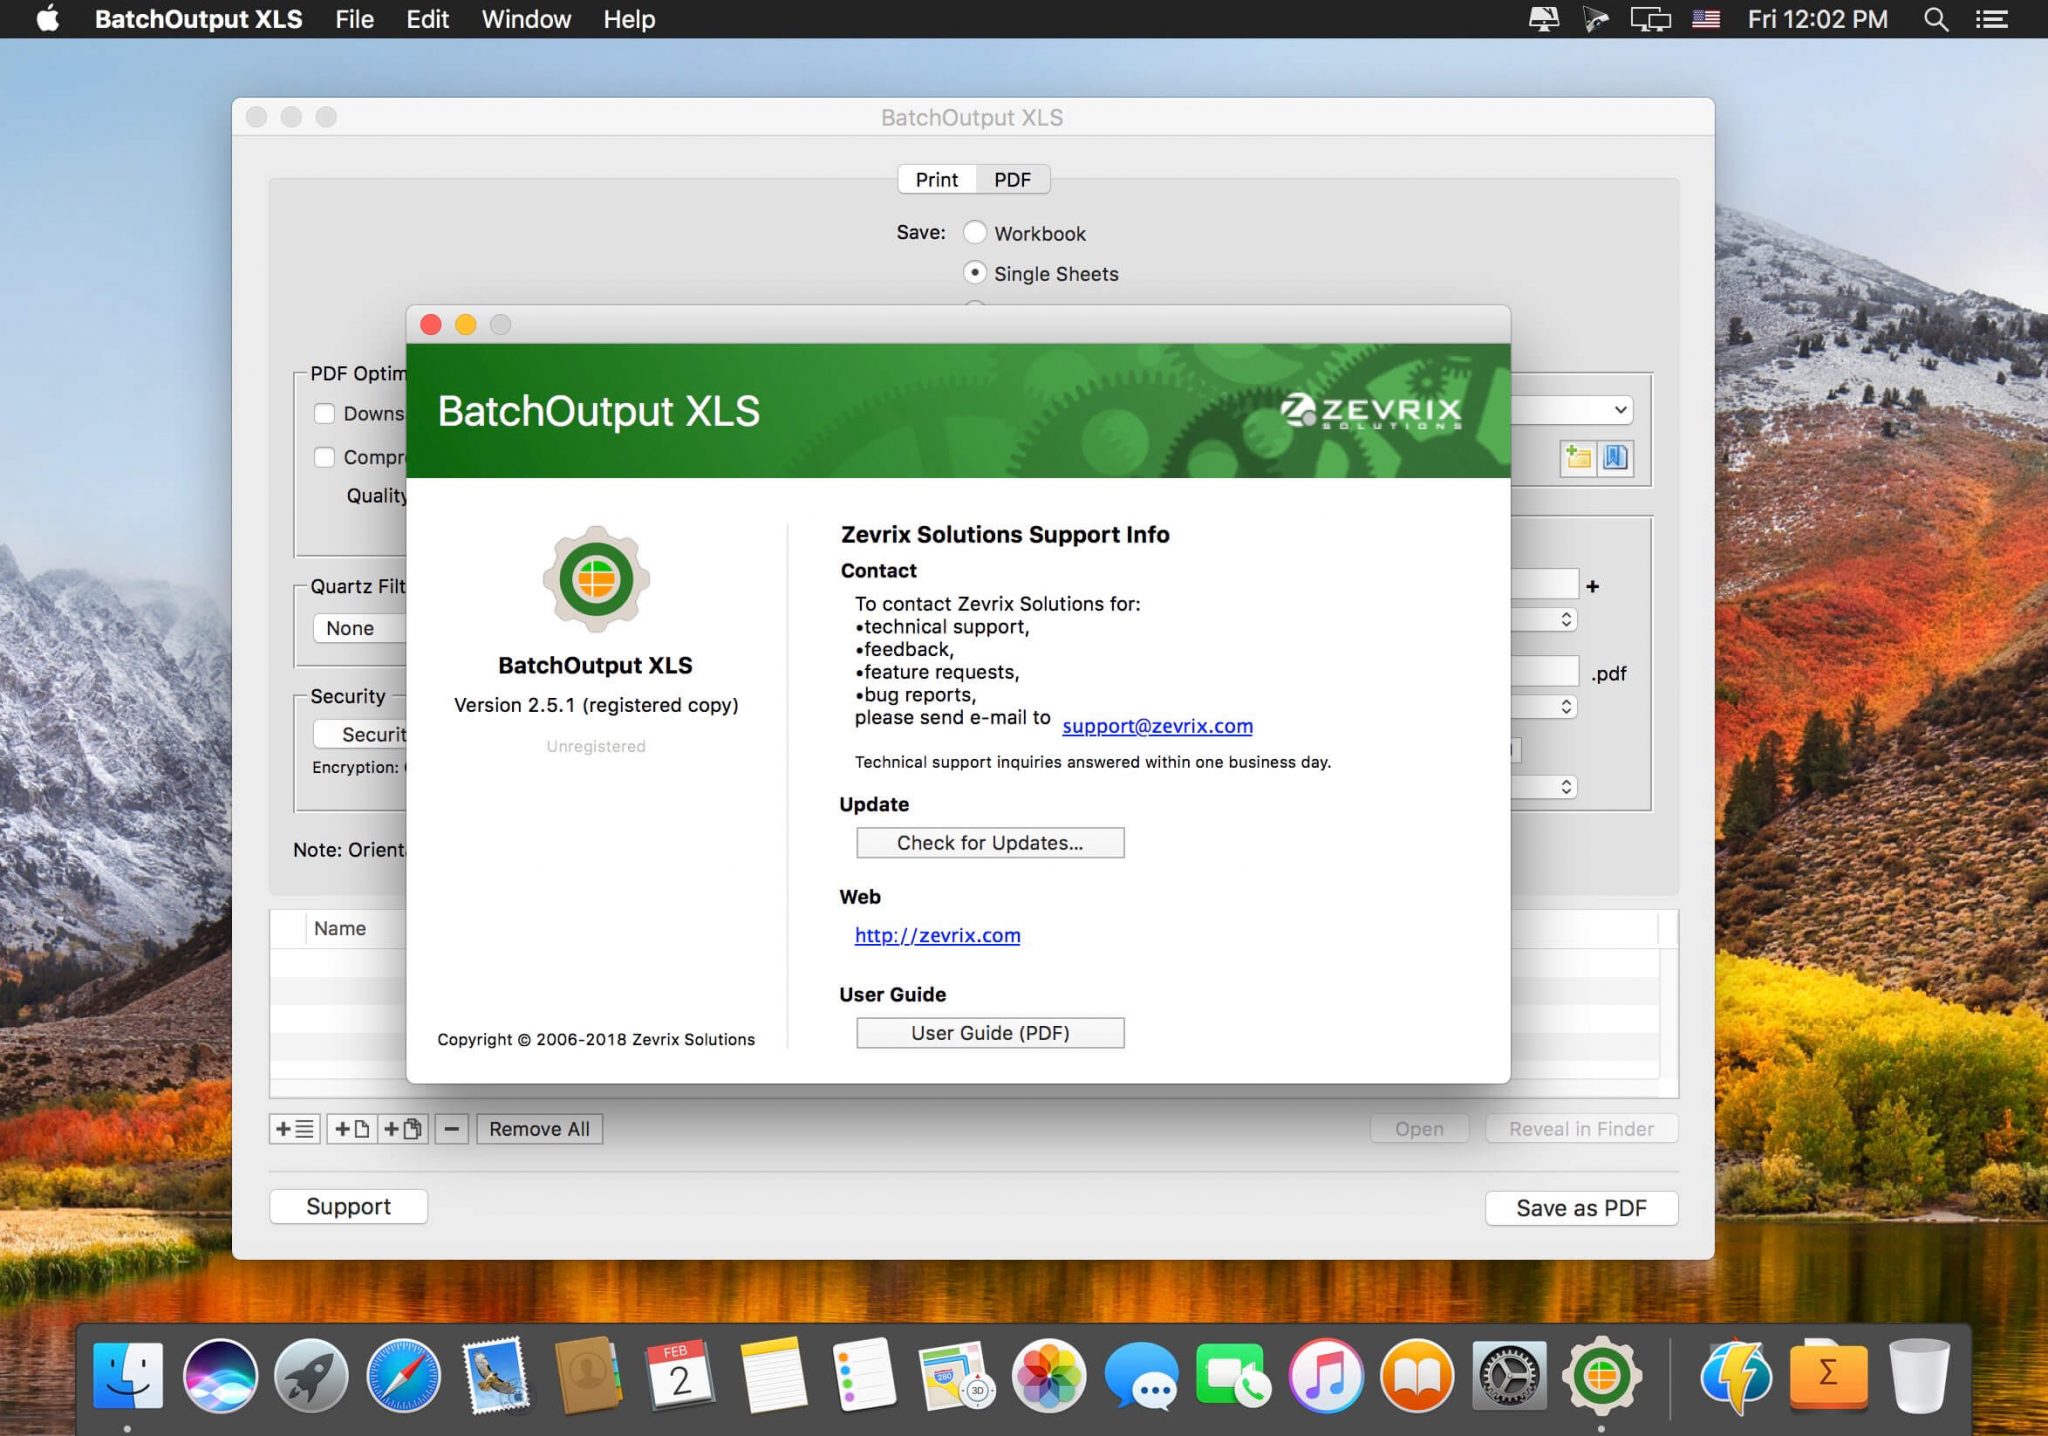 BatchOutput XLS File Edit Window Help Fri 12:02 PM
BatchOutput XLS
Print PDF
Save: Workbook
Single Sheets
PDF Optim
Downs
Compr
Quality
Quartz Filt
None
Security
Securit
Encryption:
Note: Orient
Name
+
.pdf
BatchOutput XLS
ZEVRIX
SOLUTIONS
BatchOutput XLS
Version 2.5.1 (registered copy)
Unregistered
Copyright © 2006-2018 Zevrix Solutions
Zevrix Solutions Support Info
Contact
To contact Zevrix Solutions for:
•technical support,
•feedback,
•feature requests,
•bug reports,
please send e-mail to support@zevrix.com
Technical support inquiries answered within one business day.
Update
Check for Updates...
Web
http://zevrix.com
User Guide
User Guide (PDF)
Remove All Open Reveal in Finder
Support Save as PDF
FEB
2
280
3D
Σ